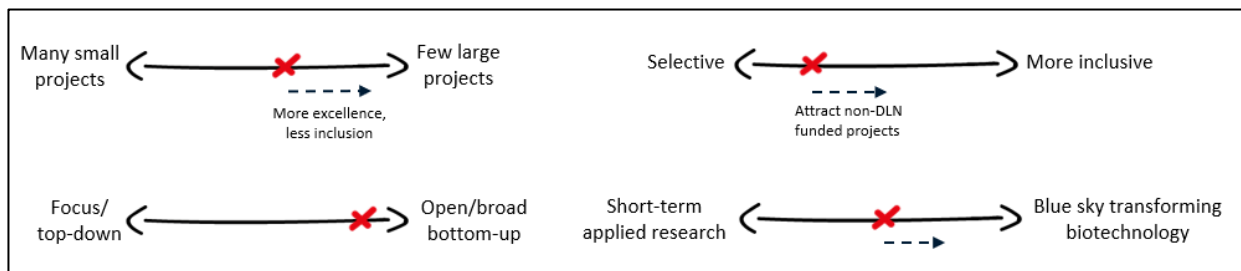 Many small
projects
Few large
projects
More excellence,
less inclusion
Selective
More inclusive
Attract non-DLN
funded projects
Focus/
top-down
Open/broad
bottom-up
Short-term
applied research
Blue sky transforming
biotechnology